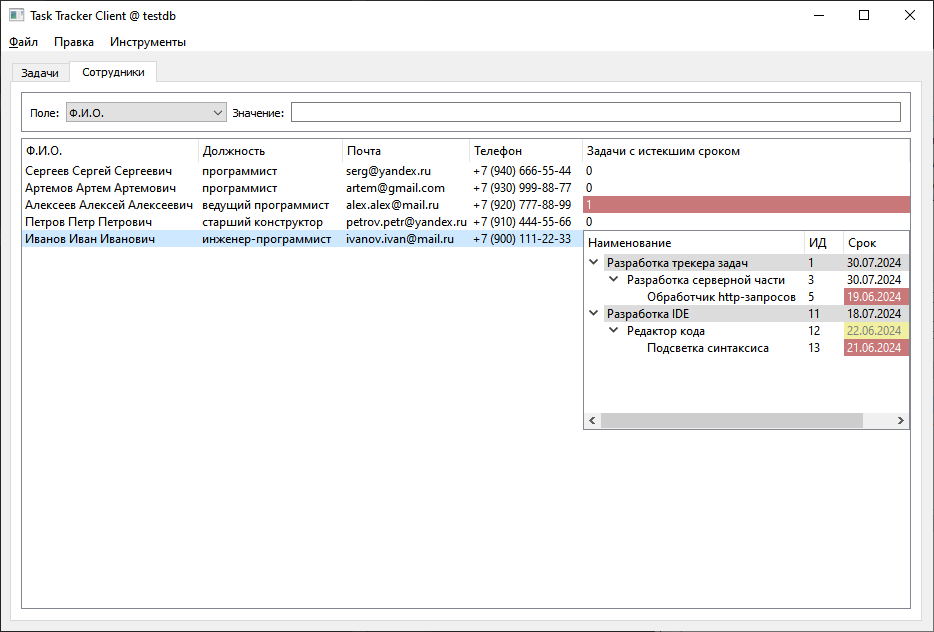 Task Tracker Client @ testdb
Файл Правка Инструменты
Задачи Сотрудники
Поле: Ф.И.О. Значение:
Ф.И.О. Должность Почта Телефон Задачи с истекшим сроком
Сергеев Сергей Сергеевич программист serg@yandex.ru +7 (940) 666-55-44 0
Артемов Артем Артемович программист artem@gmail.com +7 (930) 999-88-77 0
Алексеев Алексей Алексеевич ведущий программист alex.alex@mail.ru +7 (920) 777-88-99 1
Петров Петр Петрович старший конструктор petrov.petr@yandex.ru +7 (910) 444-55-66 0
Иванов Иван Иванович инженер-программист ivanov.ivan@mail.ru +7 (900) 111-22-33
Наименование ИД Срок
Разработка трекера задач 1 30.07.2024
Разработка серверной части 3 30.07.2024
Обработчик http-запросов 5 19.06.2024
Разработка IDE 11 18.07.2024
Редактор кода 12 22.06.2024
Подсветка синтаксиса 13 21.06.2024